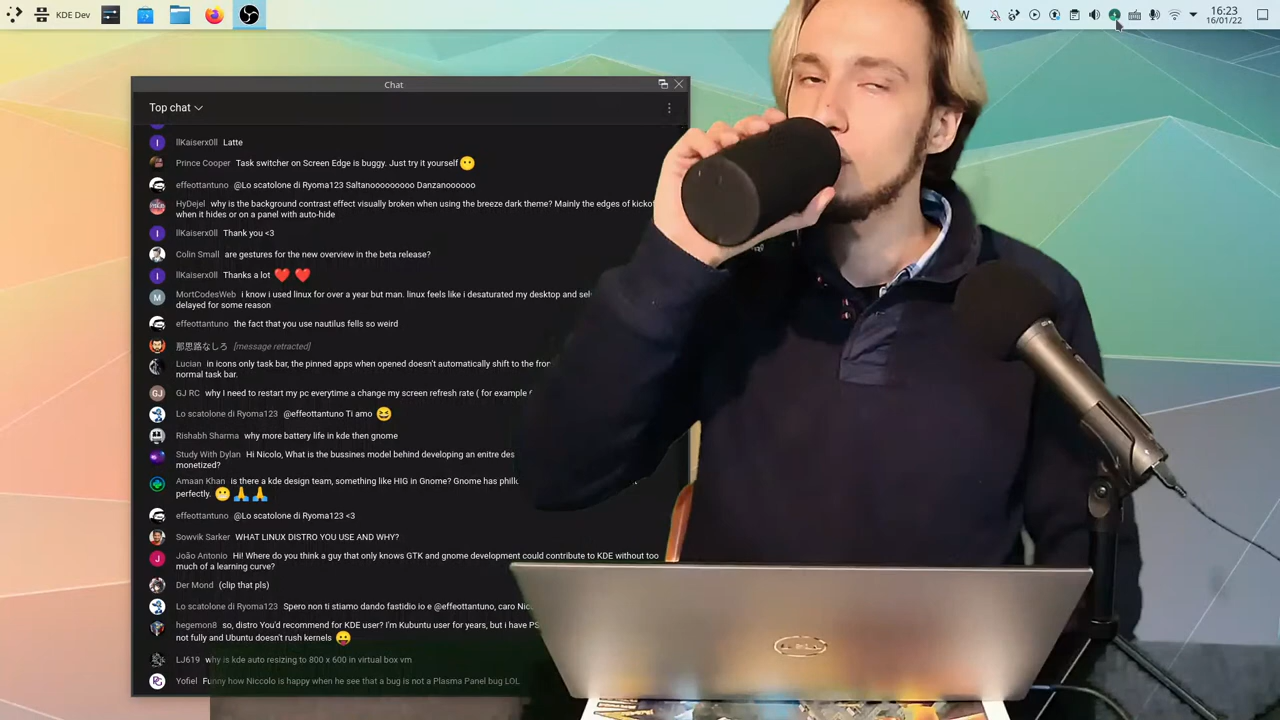 KDE Dev
W
16:23
16/01/22
Chat
Top chat
I llKaiserx0ll Latte
Prince Cooper Task switcher on Screen Edge is buggy. Just try it yourself😶
effeottantuno @Lo scatolone di Ryoma123 Saltanooooooooo Danzanoooooo
HyDejel why is the background contrast effect visually broken when using the breeze dark theme? Mainly the edges of kickof
when it hides or on a panel with auto-hide
I llKaiserx0ll Thank you <3
Colin Small are gestures for the new overview in the beta release?
I llKaiserx0ll Thanks a lot ❤️ ❤️
M MortCodesWeb i know i used linux for over a year but man. linux feels like i desaturated my desktop and sel
delayed for some reason
effeottantuno the fact that you use nautilus fells so weird
那思路なしろ [message retracted]
Lucian in icons only task bar, the pinned apps when opened doesn't automatically shift to the fron
normal task bar.
GJ GJ RC why I need to restart my pc everytime a change my screen refresh rate ( for example
Lo scatolone di Ryoma123 @effeottantuno Ti amo 😆
Rishabh Sharma why more battery life in kde then gnome
Study With Dylan Hi Nicolo, What is the bussines model behind developing an enitre des
monetized?
Amaan Khan is there a kde design team, something like HIG in Gnome? Gnome has philo
perfectly. 😬🙏🙏
effeottantuno @Lo scatolone di Ryoma123 <3
Sowvik Sarker WHAT LINUX DISTRO YOU USE AND WHY?
J João Antonio Hi! Where do you think a guy that only knows GTK and gnome development could contribute to KDE without too
much of a learning curve?
Der Mond (clip that pls)
Lo scatolone di Ryoma123 Spero non ti stiamo dando fastidio io e @effeottantuno, caro Nic
hegemon8 so, distro You'd recommend for KDE user? I'm Kubuntu user for years, but i have PS
not fully and Ubuntu doesn't rush kernels 😛
LJ619 why is kde auto resizing to 800 x 600 in virtual box vm
Yofiel Funny how Niccolo is happy when he see that a bug is not a Plasma Panel bug LOL
DELL